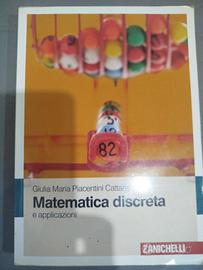 82
Giulia Maria Piacentini Cattaneo
Matematica discreta
e applicazioni
ZANICHELLI